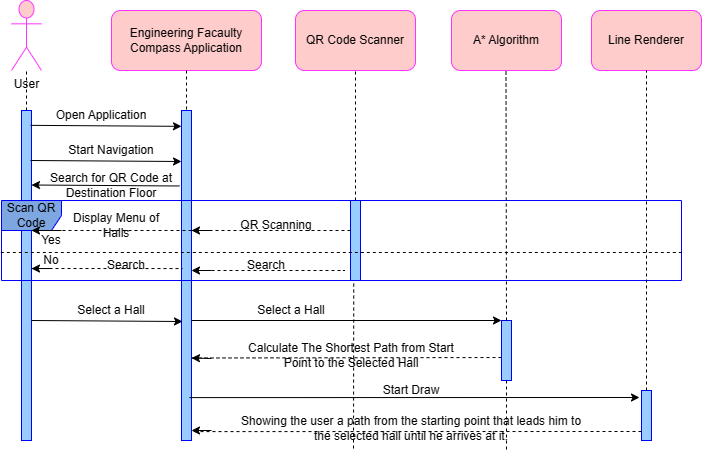 Engineering Facaulty
Compass Application
QR Code Scanner
A* Algorithm
Line Renderer
User
Open Application
Start Navigation
Search for QR Code at
Destination Floor
Scan QR
Code
Display Menu of
Halls
QR Scanning
Yes
No
Search
Search
Select a Hall
Select a Hall
Calculate The Shortest Path from Start
Point to the Selected Hall
Start Draw
Showing the user a path from the starting point that leads him to
the selected hall until he arrives at it.